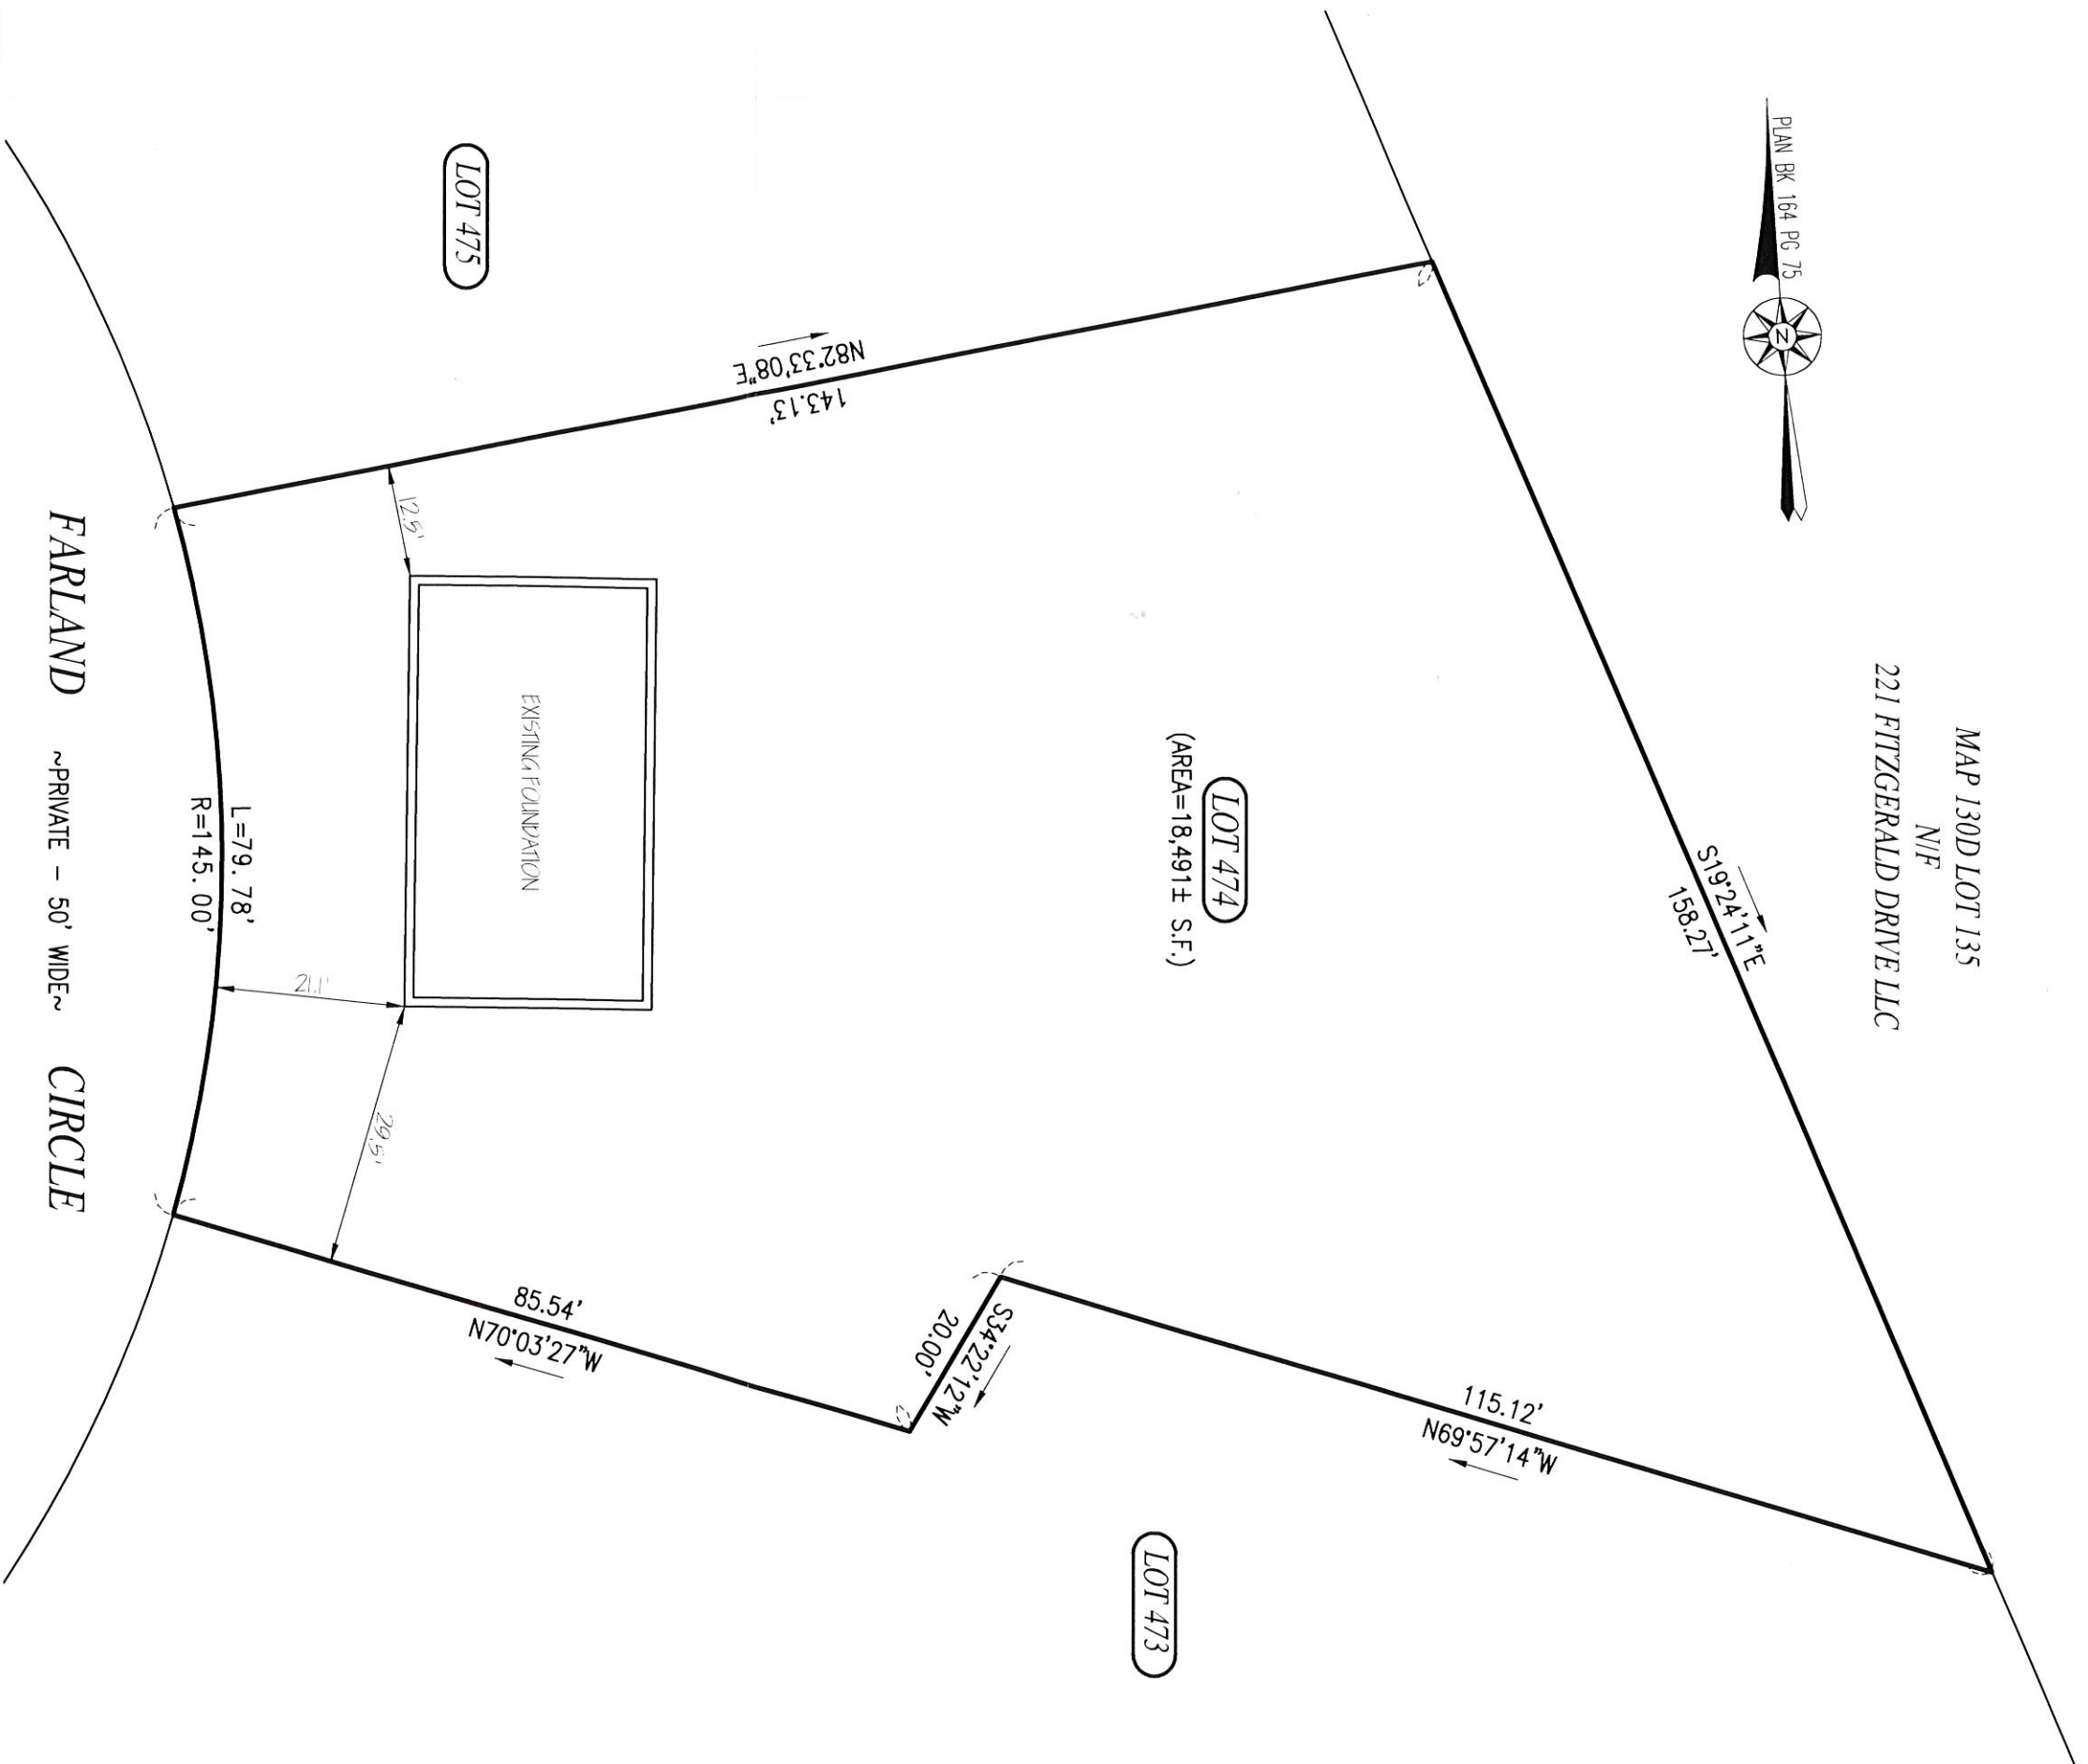 PLAN BK 164 PG 75
N
MAP 130D LOT 135
N/F
221 FITZGERALD DRIVE LLC
S19°24'11"E
158.27'
LOT 475
N82°33'08"E
143.13'
LOT 474
(AREA=18,491± S.F.)
115.12'
N69°57'14"W
S34°22'12"W
20.00'
LOT 473
12.5'
EXISTING FOUNDATION
85.54'
N70°03'27"W
29.5'
21.1'
L=79.78'
R=145.00'
FARLAND ~PRIVATE - 50' WIDE~ CIRCLE